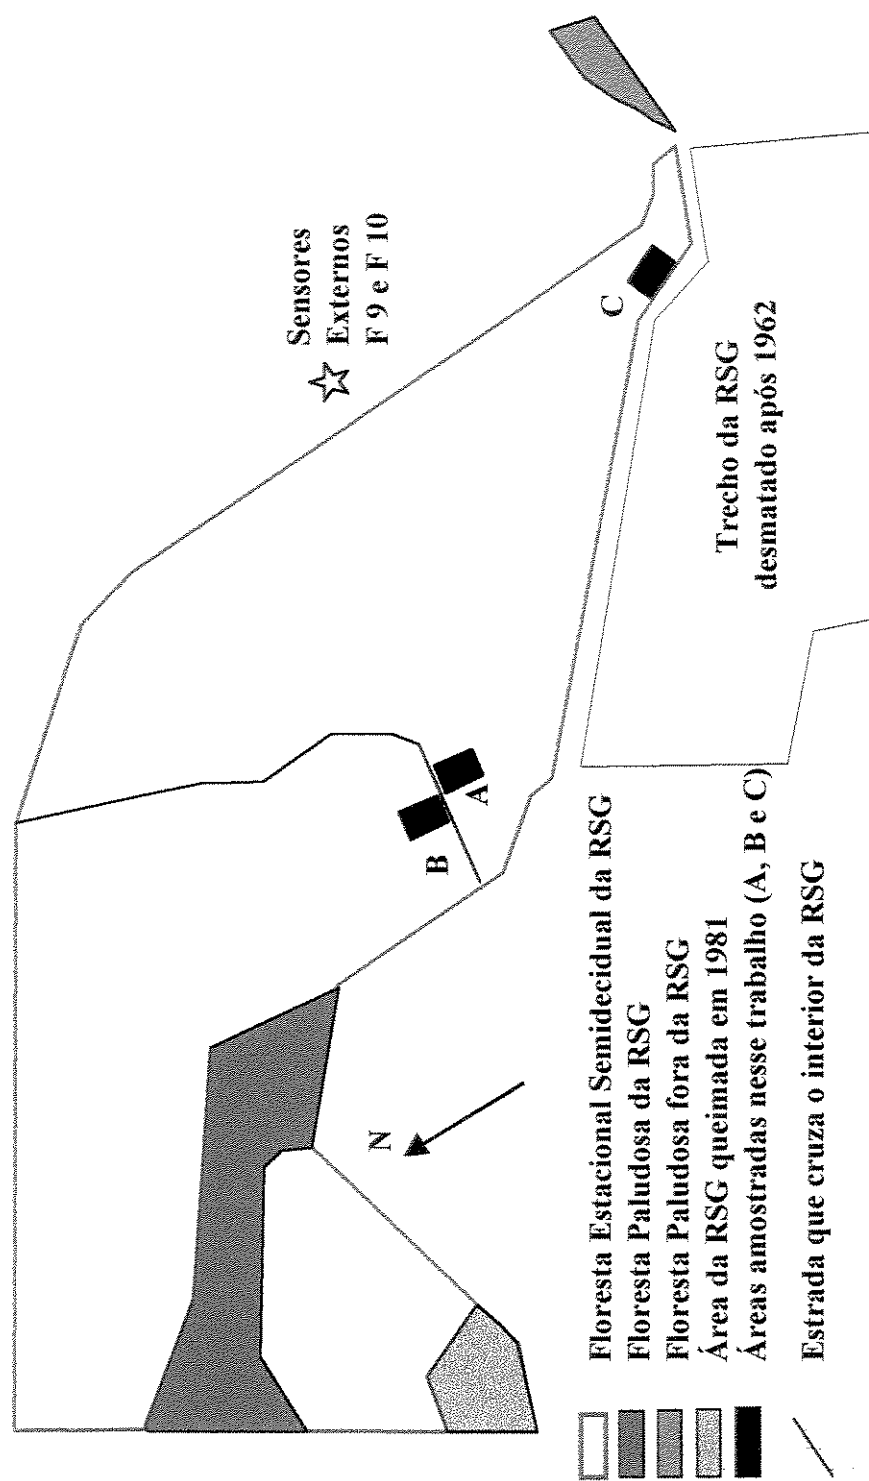 Sensores
Externos
F 9 e F 10
C
B
A
N
Trecho da RSG
desmatado após 1962
Floresta Estacional Semidecidual da RSG
Floresta Paludosa da RSG
Floresta Paludosa fora da RSG
Área da RSG queimada em 1981
Áreas amostradas nesse trabalho (A, B e C)
Estrada que cruza o interior da RSG